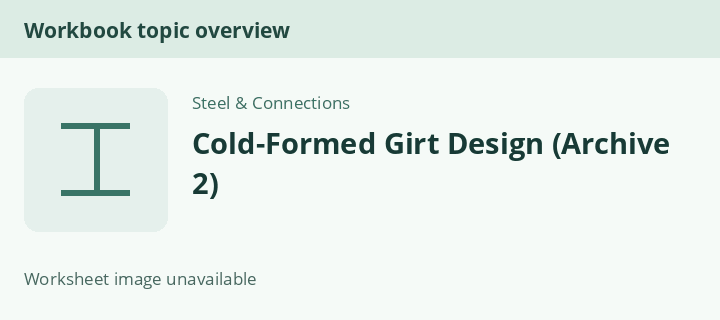 Workbook topic overview
Steel & Connections
Cold-Formed Girt Design (Archive
2)
Worksheet image unavailable